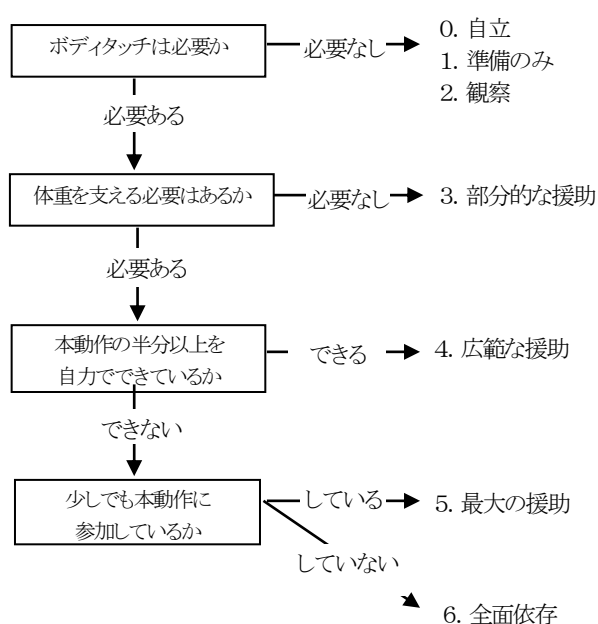 ボディタッチは必要か
必要なし
0. 自立
1. 準備のみ
2. 観察
必要ある
体重を支える必要はあるか
必要なし
3. 部分的な援助
必要ある
本動作の半分以上を
自力でできているか
できる
4. 広範な援助
できない
少しでも本動作に
参加しているか
している
5. 最大の援助
していない
6. 全面依存